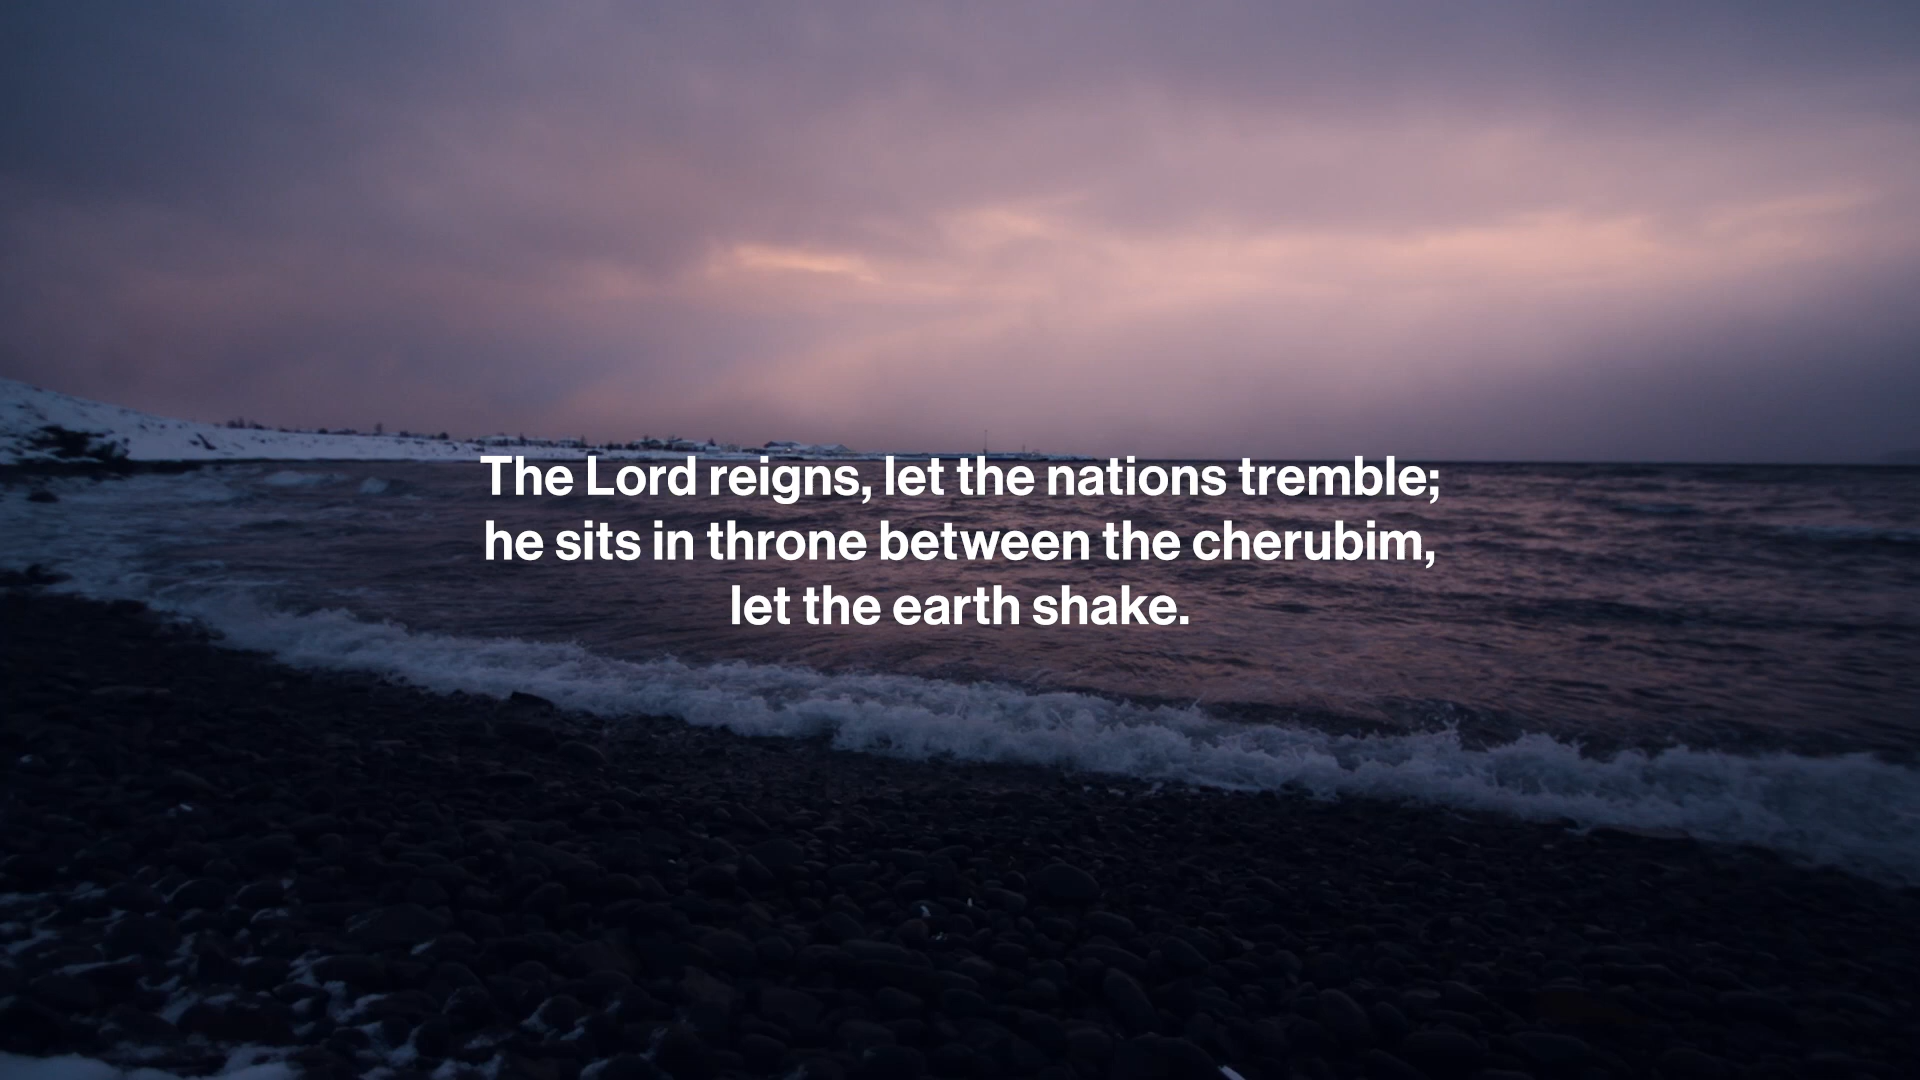 The Lord reigns, let the nations tremble;
he sits in throne between the cherubim,
let the earth shake.